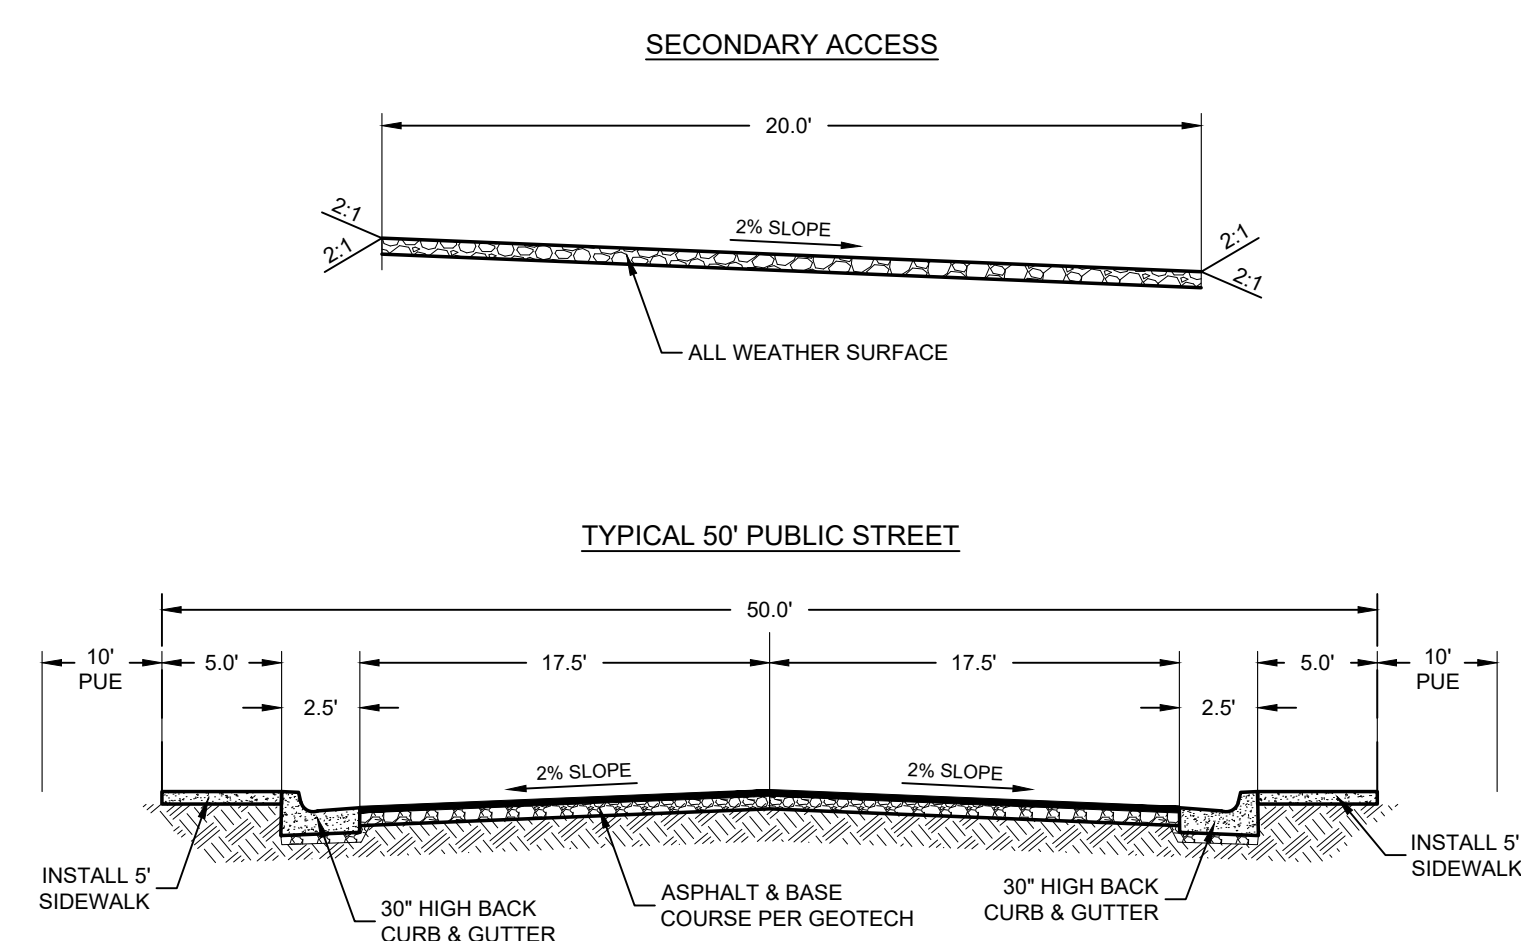 SECONDARY ACCESS
20.0'
2:1
2:1
2% SLOPE
2:1
2:1
ALL WEATHER SURFACE
TYPICAL 50' PUBLIC STREET
50.0'
10'
PUE
5.0'
17.5'
17.5'
5.0'
10'
PUE
2.5'
2.5'
2% SLOPE
2% SLOPE
INSTALL 5'
SIDEWALK
30" HIGH BACK
CURB & GUTTER
ASPHALT & BASE
COURSE PER GEOTECH
30" HIGH BACK
CURB & GUTTER
INSTALL 5'
SIDEWALK